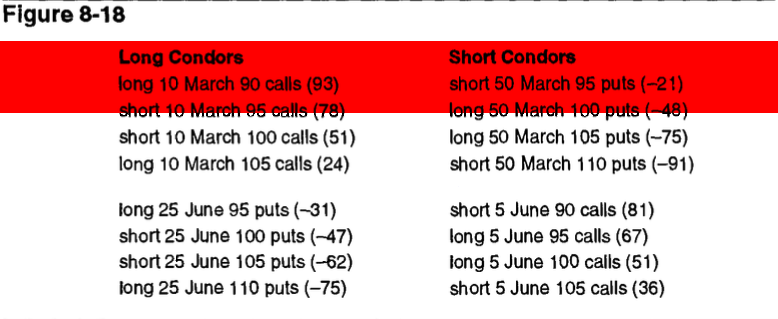 Figure 8-18
Long Condors
long 10 March 90 calls (93)
short 10 March 95 calls (78)
short 10 March 100 calls (51)
long 10 March 105 calls (24)
long 25 June 95 puts (–31)
short 25 June 100 puts (–47)
short 25 June 105 puts (–62)
long 25 June 110 puts (–75)
Short Condors
short 50 March 95 puts (–21)
long 50 March 100 puts (–48)
long 50 March 105 puts (–75)
short 50 March 110 puts (–91)
short 5 June 90 calls (81)
long 5 June 95 calls (67)
long 5 June 100 calls (51)
short 5 June 105 calls (36)